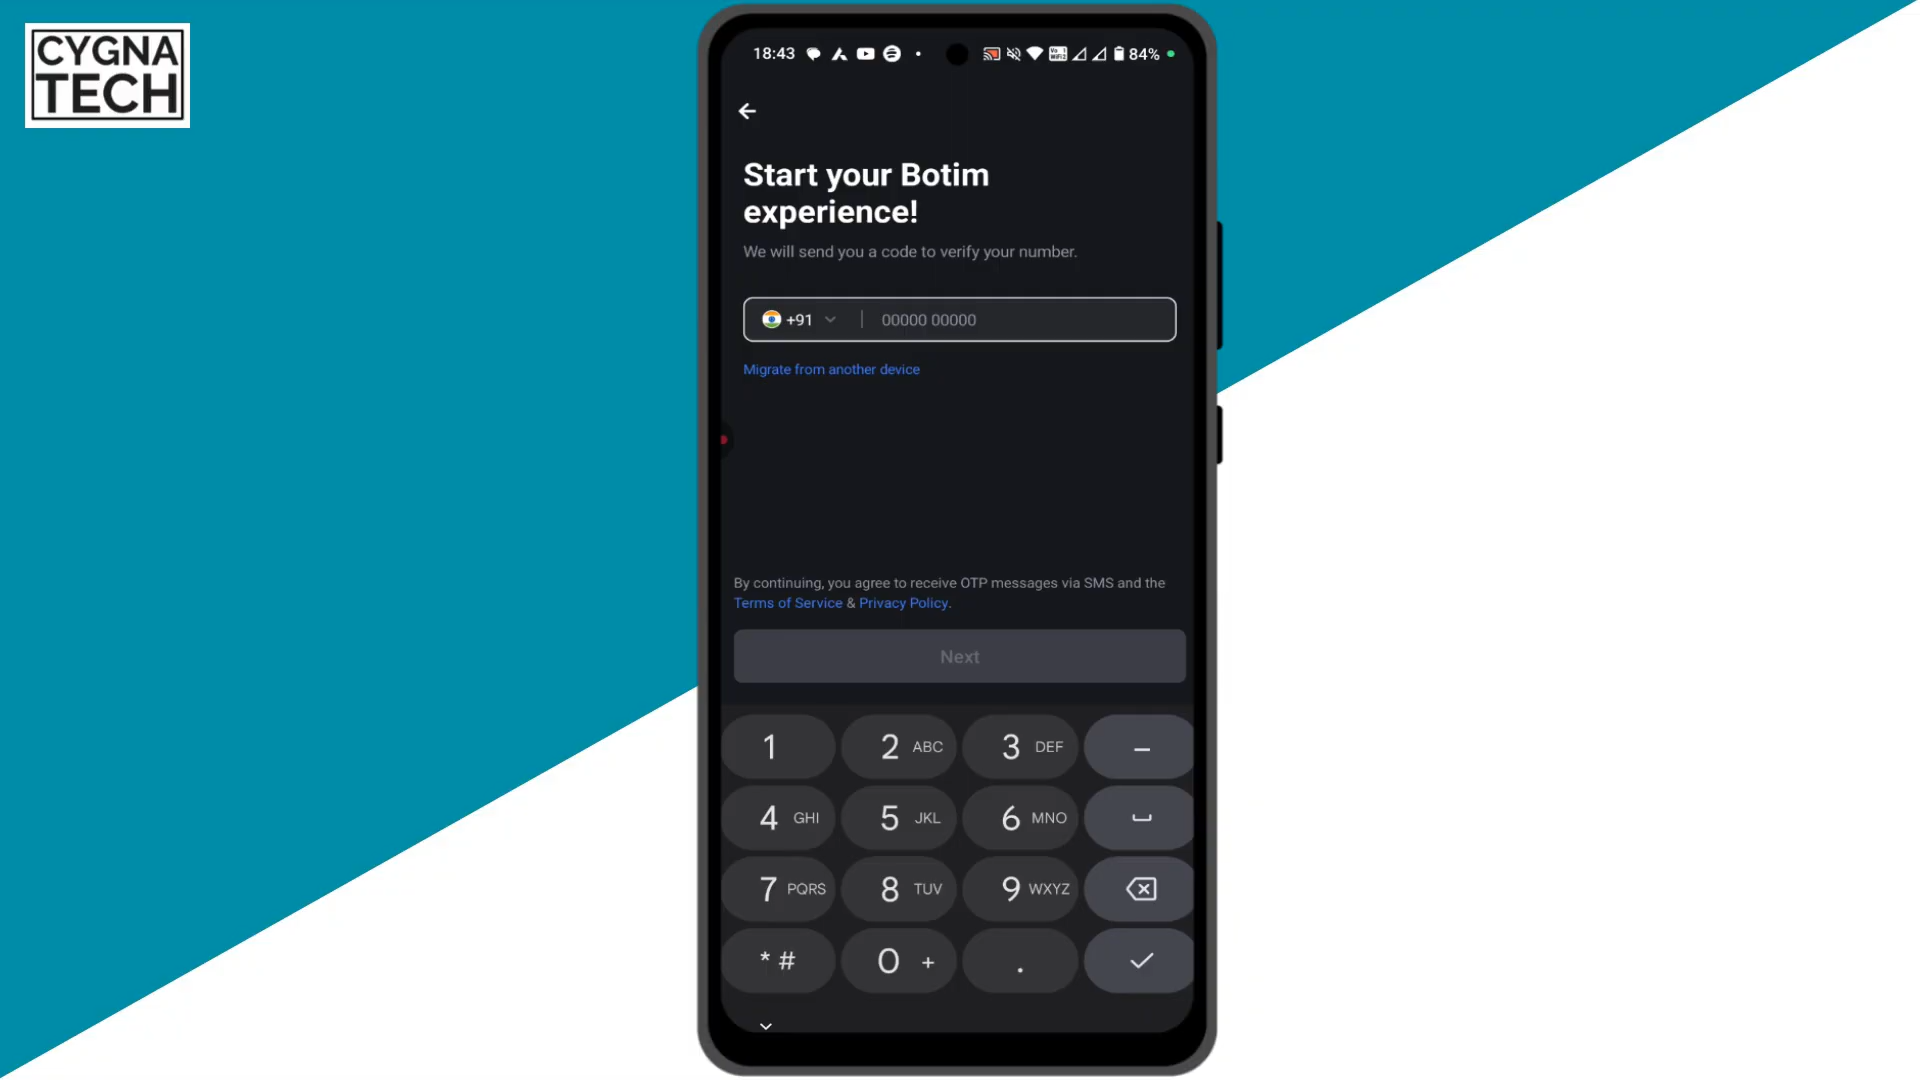 CYGNA
TECH
18:43
84%
Start your Botim
experience!
We will send you a code to verify your number.
+91
00000 00000
Migrate from another device
By continuing, you agree to receive OTP messages via SMS and the
Terms of Service & Privacy Policy.
Next
1 2 ABC 3 DEF –
4 GHI 5 JKL 6 MNO
7 PQRS 8 TUV 9 WXYZ
* # 0 + .